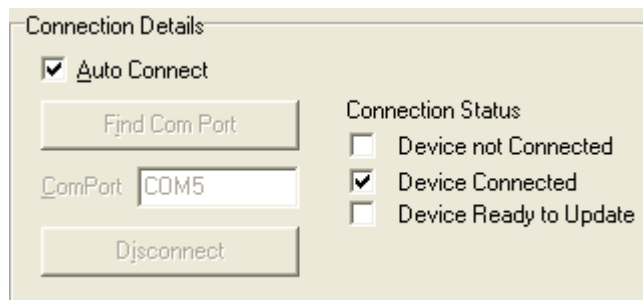 Connection Details
Auto Connect
Find Com Port
ComPort COM5
Disconnect
Connection Status
Device not Connected
Device Connected
Device Ready to Update